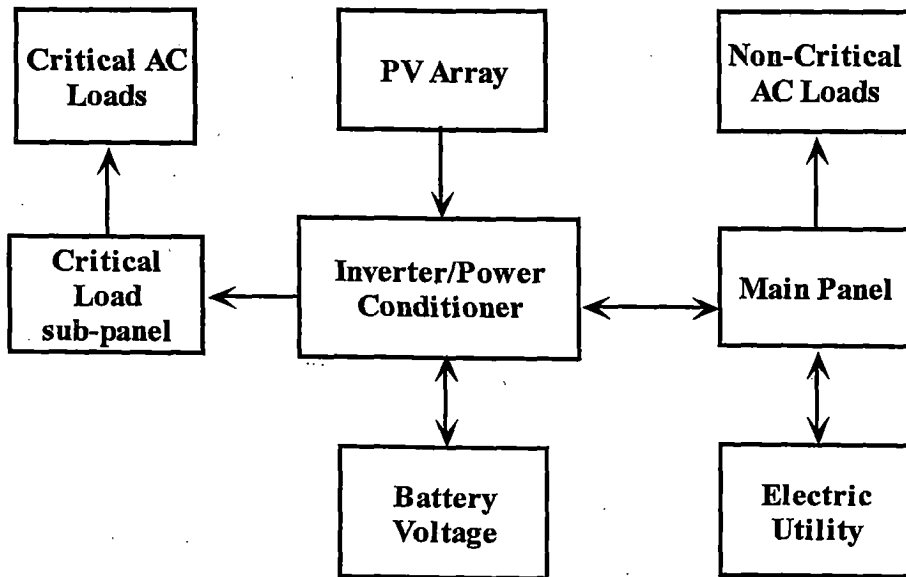 Critical AC
Loads
PV Array
Non-Critical
AC Loads
Critical
Load
sub-panel
Inverter/Power
Conditioner
Main Panel
Battery
Voltage
Electric
Utility